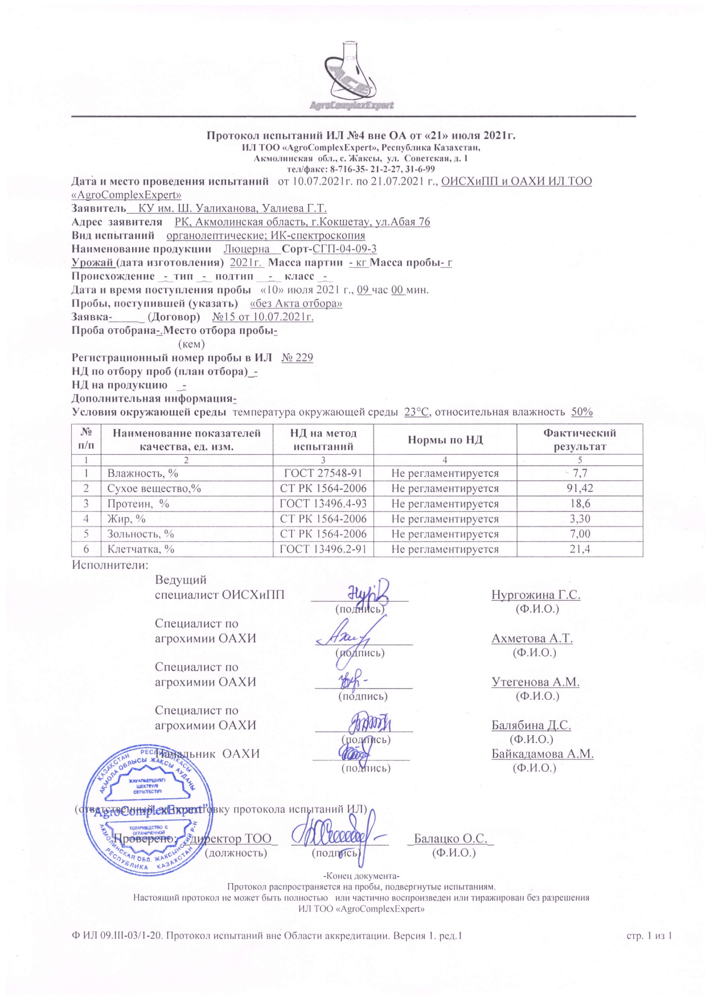 ACE
AgroComplexExpert
Протокол испытаний ИЛ №4 вне ОА от «21» июля 2021г.
ИЛ ТОО «AgroComplexExpert», Республика Казахстан,
Акмолинская обл., с. Жаксы, ул. Советская, д. 1
тел/факс: 8-716-35- 21-2-27, 31-6-99
Дата и место проведения испытаний от 10.07.2021г. по 21.07.2021 г., ОИСХиПП и ОАХИ ИЛ ТОО
«AgroComplexExpert»
Заявитель__ КУ им. Ш. Уалиханова, Уалиева Г.Т.
Адрес заявителя РК, Акмолинская область, г.Кокшетау, ул.Абая 76
Вид испытаний органолептические; ИК-спектроскопия
Наименование продукции Люцерна__Сорт-СГП-04-09-3
Урожай (дата изготовления) 2021г. Масса партии - кг Масса пробы- г
Происхождение _-_тип _-_ подтип __-_ класс _-_
Дата и время поступления пробы «10» июля 2021 г., 09 час 00 мин.
Пробы, поступившей (указать) «без Акта отбора»
Заявка-______ (Договор) №15 от 10.07.2021г.
Проба отобрана-.Место отбора пробы-
(кем)
Регистрационный номер пробы в ИЛ № 229
НД по отбору проб (план отбора)_-
НД на продукцию _-
Дополнительная информация-
Условия окружающей среды температура окружающей среды 23°С, относительная влажность 50%
№ п/п Наименование показателей качества, ед. изм. НД на метод испытаний Нормы по НД Фактический результат
1 2 3 4 5
1 Влажность, % ГОСТ 27548-91 Не регламентируется 7,7
2 Сухое вещество,% СТ РК 1564-2006 Не регламентируется 91,42
3 Протеин, % ГОСТ 13496.4-93 Не регламентируется 18,6
4 Жир, % СТ РК 1564-2006 Не регламентируется 3,30
5 Зольность, % СТ РК 1564-2006 Не регламентируется 7,00
6 Клетчатка, % ГОСТ 13496.2-91 Не регламентируется 21,4
Исполнители:
Ведущий
специалист ОИСХиПП Нургожина Г.С.
(подпись) (Ф.И.О.)
Специалист по
агрохимии ОАХИ Ахметова А.Т.
(подпись) (Ф.И.О.)
Специалист по
агрохимии ОАХИ Утегенова А.М.
(подпись) (Ф.И.О.)
Специалист по
агрохимии ОАХИ Балябина Д.С.
(подпись) (Ф.И.О.)
Начальник ОАХИ Байкадамова А.М.
(подпись) (Ф.И.О.)
ҚАЗАҚСТАН РЕСПУБЛИКАСЫ
АҚМОЛА ОБЛЫСЫ ЖАҚСЫ АУДАНЫ
ЖАУАПКЕРШІЛІГІ
ШЕКТЕУЛІ
СЕРІКТЕСТІГІ
"AgroComplexExpert"
ТОВАРИЩЕСТВО С
ОГРАНИЧЕННОЙ
АКМОЛИНСКАЯ ОБЛ. ЖАКСЫНСКИЙ Р-Н
РЕСПУБЛИКА КАЗАХСТАН
(ответственный за подготовку протокола испытаний ИЛ)
Проверено: директор ТОО_ Балацко О.С._
(должность) (подпись) (Ф.И.О.)
-Конец документа-
Протокол распространяется на пробы, подвергнутые испытаниям.
Настоящий протокол не может быть полностью или частично воспроизведен или тиражирован без разрешения
ИЛ ТОО «AgroComplexExpert»
Ф ИЛ 09.III-03/1-20. Протокол испытаний вне Области аккредитации. Версия 1. ред.1 стр. 1 из 1